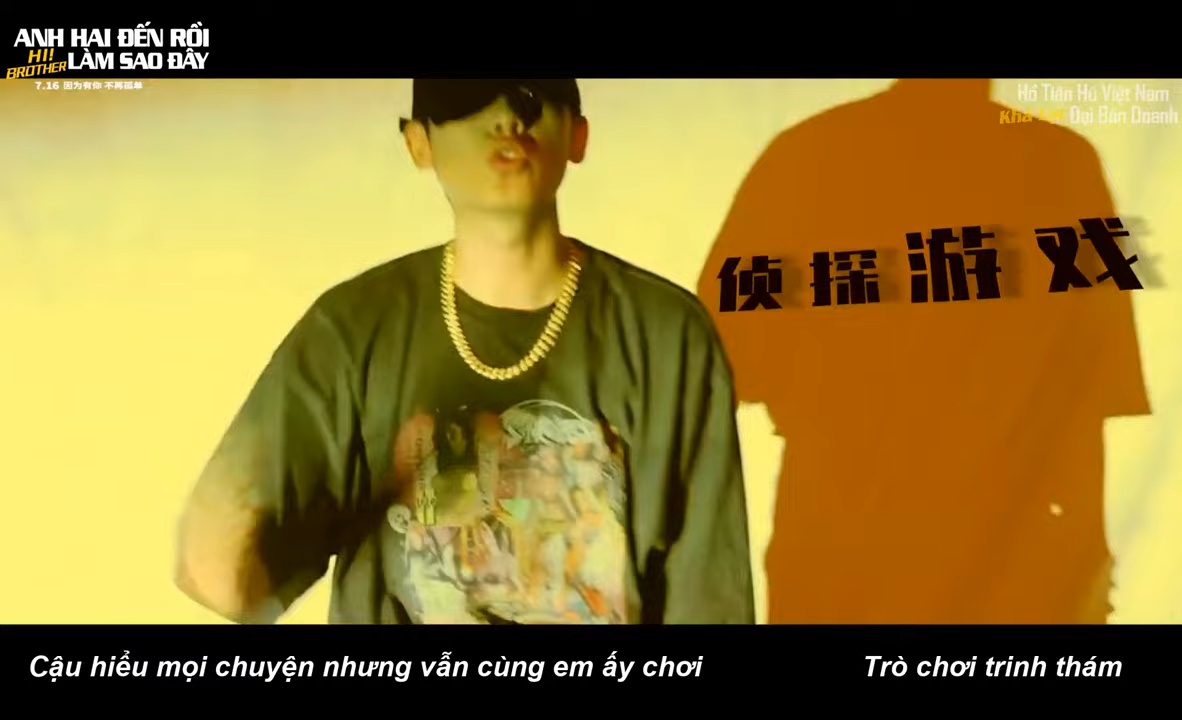 ANH HAI ĐẾN RỒI
HI! BROTHER LÀM SAO ĐÂY
7.16 因为有你 不再孤单
Hồ Tiên Hú Việt Nam
Đại Bản Doanh
侦探游戏
Cậu hiểu mọi chuyện nhưng vẫn cùng em ấy chơi
Trò chơi trinh thám